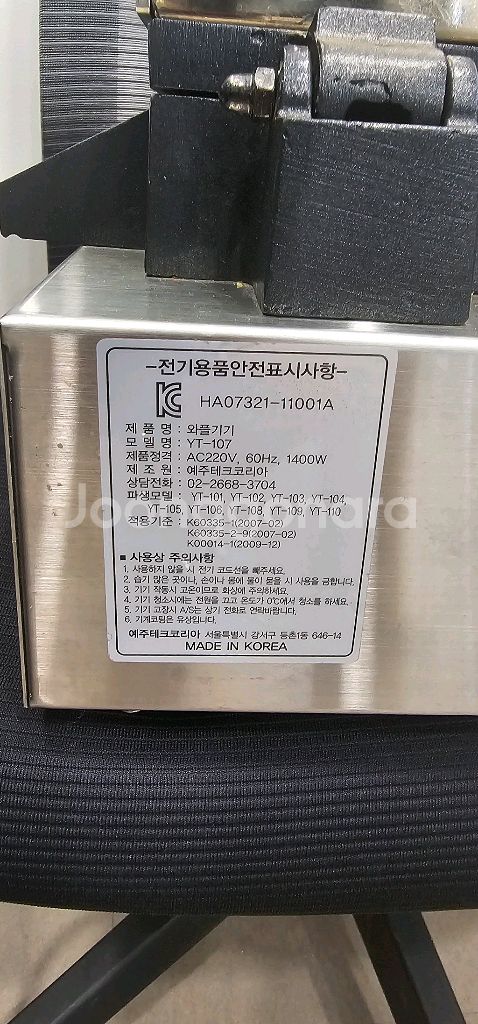 -전기용품안전표시사항-
HA07321-11001A
제 품 명 : 와플기기
모 델 명 : YT-107
제품정격 : AC220V, 60Hz, 1400W
제 조 원 : 예주테크코리아
상담전화 : 02-2668-3704
파생모델 : YT-101, YT-102, YT-103, YT-104,
YT-105, YT-106, YT-108, YT-109, YT-110
적용기준 : K60335-1(2007-02)
K60335-2-9(2007-02)
K00014-1(2009-12)
■ 사용상 주의사항
1. 사용하지 않을 시 전기 코드선을 빼주세요.
2. 습기 많은 곳이나, 손이나 몸에 물이 묻을 시 사용을 금합니다.
3. 기기 작동시 고온이므로 화상에 주의하세요.
4. 기기 청소시에는 전원을 끄고 온도가 0℃에서 청소를 하세요.
5. 기기 고장시 A/S는 상기 전화로 연락바랍니다.
6. 기계코팅은 유상입니다.
예주테크코리아 서울특별시 강서구 등촌1동 646-14
MADE IN KOREA